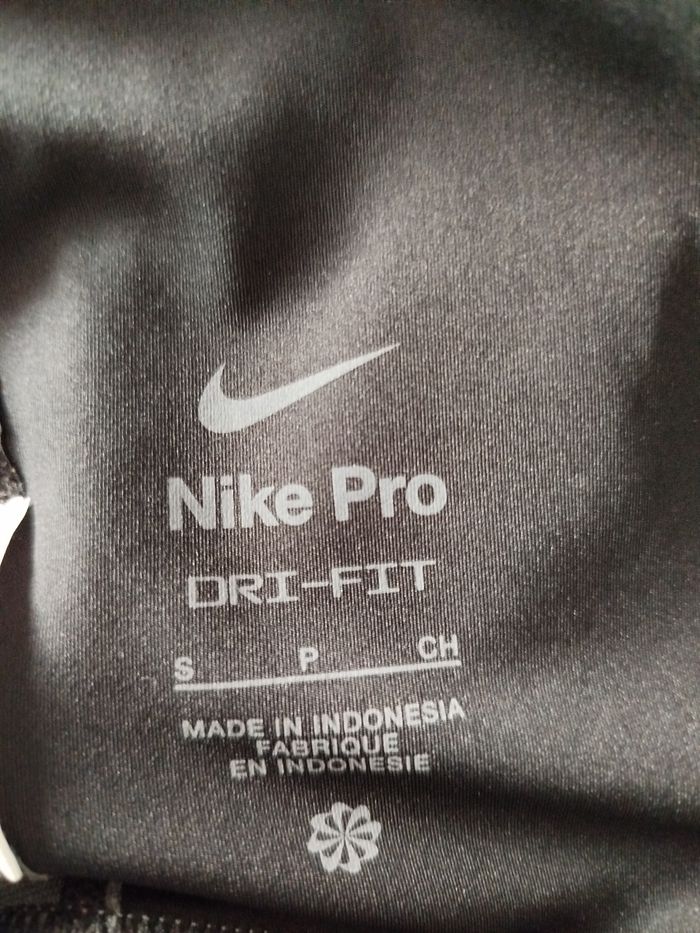 Nike Pro
DRI-FIT
S P CH
MADE IN INDONESIA
FABRIQUE
EN INDONESIE